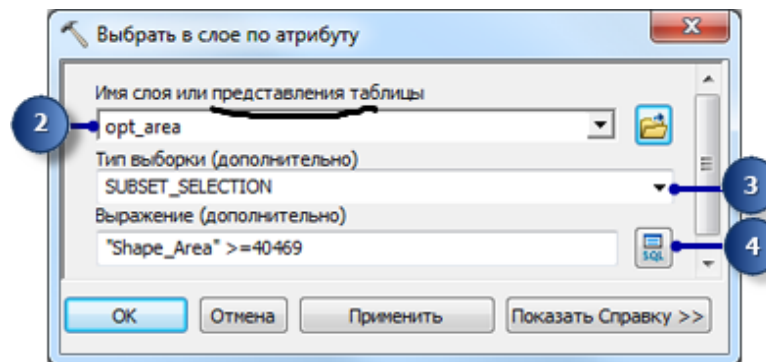 Выбрать в слое по атрибуту
Имя слоя или представления таблицы
2
opt_area
Тип выборки (дополнительно)
SUBSET_SELECTION
3
Выражение (дополнительно)
"Shape_Area" >=40469
SQL
4
ОК
Отмена
Применить
Показать Справку >>